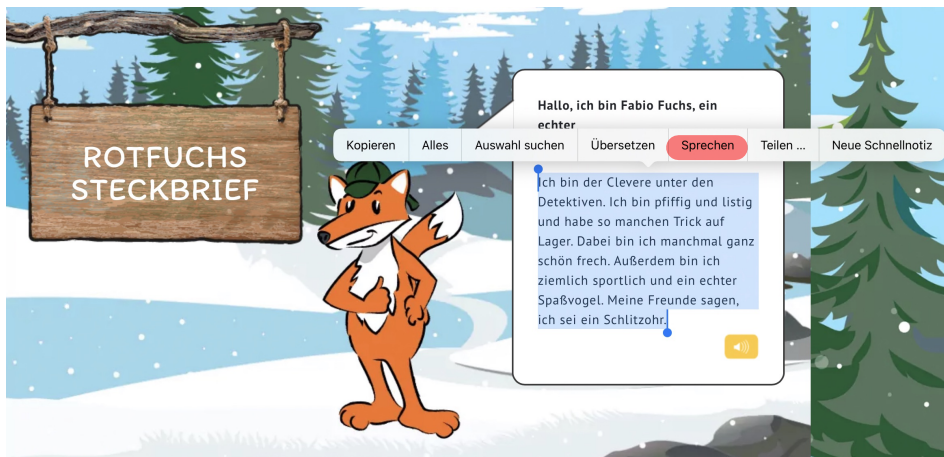 ROTFUCHS
STECKBRIEF
Hallo, ich bin Fabio Fuchs, ein
echter
Kopieren Alles Auswahl suchen Übersetzen Sprechen Teilen ... Neue Schnellnotiz
Ich bin der Clevere unter den
Detektiven. Ich bin pfiffig und listig
und habe so manchen Trick auf
Lager. Dabei bin ich manchmal ganz
schön frech. Außerdem bin ich
ziemlich sportlich und ein echter
Spaßvogel. Meine Freunde sagen,
ich sei ein Schlitzohr.